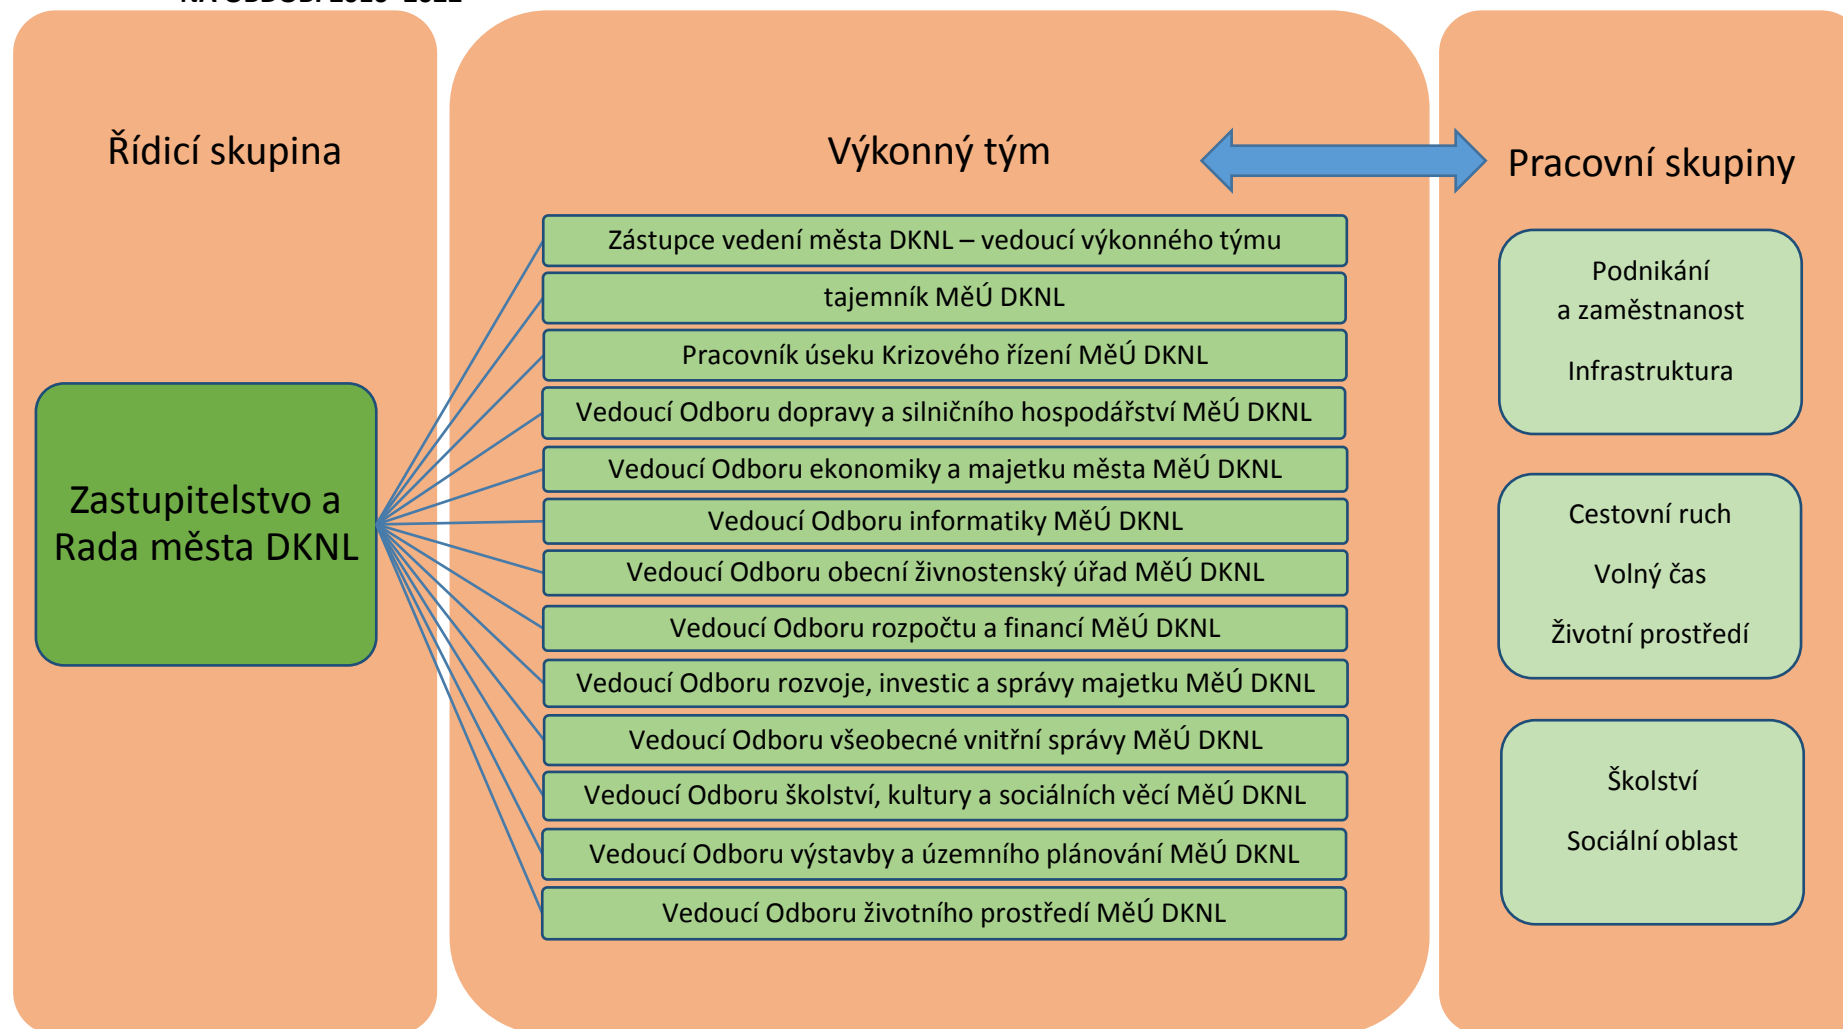 Řídicí skupina
Zastupitelstvo a
Rada města DKNL
Výkonný tým
Zástupce vedení města DKNL – vedoucí výkonného týmu
tajemník MěÚ DKNL
Pracovník úseku Krizového řízení MěÚ DKNL
Vedoucí Odboru dopravy a silničního hospodářství MěÚ DKNL
Vedoucí Odboru ekonomiky a majetku města MěÚ DKNL
Vedoucí Odboru informatiky MěÚ DKNL
Vedoucí Odboru obecní živnostenský úřad MěÚ DKNL
Vedoucí Odboru rozpočtu a financí MěÚ DKNL
Vedoucí Odboru rozvoje, investic a správy majetku MěÚ DKNL
Vedoucí Odboru všeobecné vnitřní správy MěÚ DKNL
Vedoucí Odboru školství, kultury a sociálních věcí MěÚ DKNL
Vedoucí Odboru výstavby a územního plánování MěÚ DKNL
Vedoucí Odboru životního prostředí MěÚ DKNL
Pracovní skupiny
Podnikání
a zaměstnanost
Infrastruktura
Cestovní ruch
Volný čas
Životní prostředí
Školství
Sociální oblast